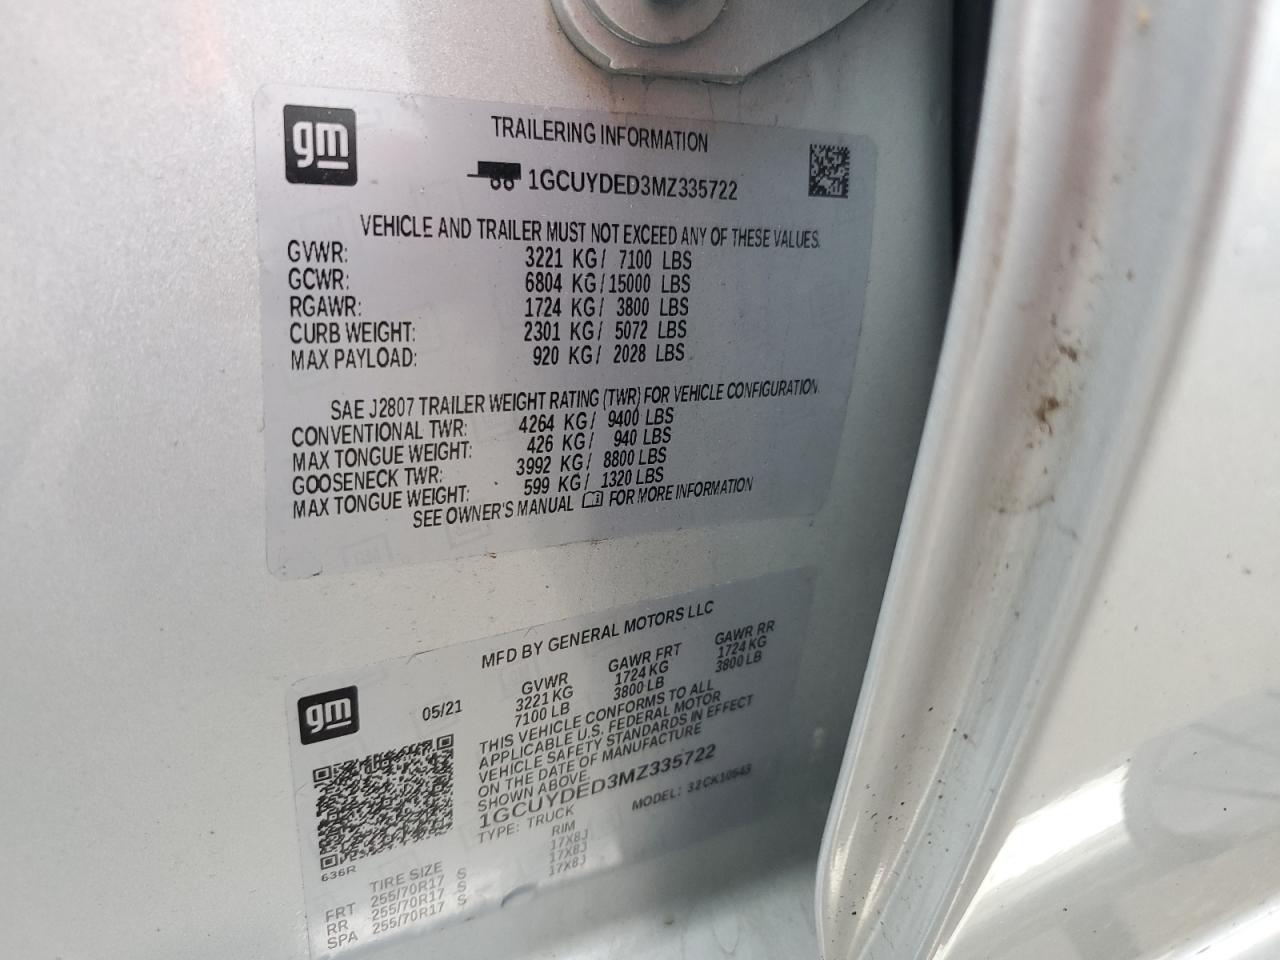 gm
TRAILERING INFORMATION
1GCUYDED3MZ335722
VEHICLE AND TRAILER MUST NOT EXCEED ANY OF THESE VALUES.
GVWR: 3221 KG/ 7100 LBS
GCWR: 6804 KG/ 15000 LBS
RGAWR: 1724 KG/ 3800 LBS
CURB WEIGHT: 2301 KG/ 5072 LBS
MAX PAYLOAD: 920 KG/ 2028 LBS
SAE J2807 TRAILER WEIGHT RATING (TWR) FOR VEHICLE CONFIGURATION.
CONVENTIONAL TWR: 4264 KG/ 9400 LBS
MAX TONGUE WEIGHT: 426 KG/ 940 LBS
GOOSENECK TWR: 3992 KG/ 8800 LBS
MAX TONGUE WEIGHT: 599 KG/ 1320 LBS
SEE OWNER'S MANUAL FOR MORE INFORMATION
MFD BY GENERAL MOTORS LLC
gm
05/21
GVWR GAWR FRT GAWR RR
3221 KG 1724 KG 1724 KG
7100 LB 3800 LB 3800 LB
THIS VEHICLE CONFORMS TO ALL
APPLICABLE U.S. FEDERAL MOTOR
VEHICLE SAFETY STANDARDS IN EFFECT
ON THE DATE OF MANUFACTURE
SHOWN ABOVE.
1GCUYDED3MZ335722
TYPE: TRUCK MODEL: 32CK10543
636R
TIRE SIZE RIM
FRT 255/70R17 S 17X8J
RR 255/70R17 S 17X8J
SPA 255/70R17 S 17X8J